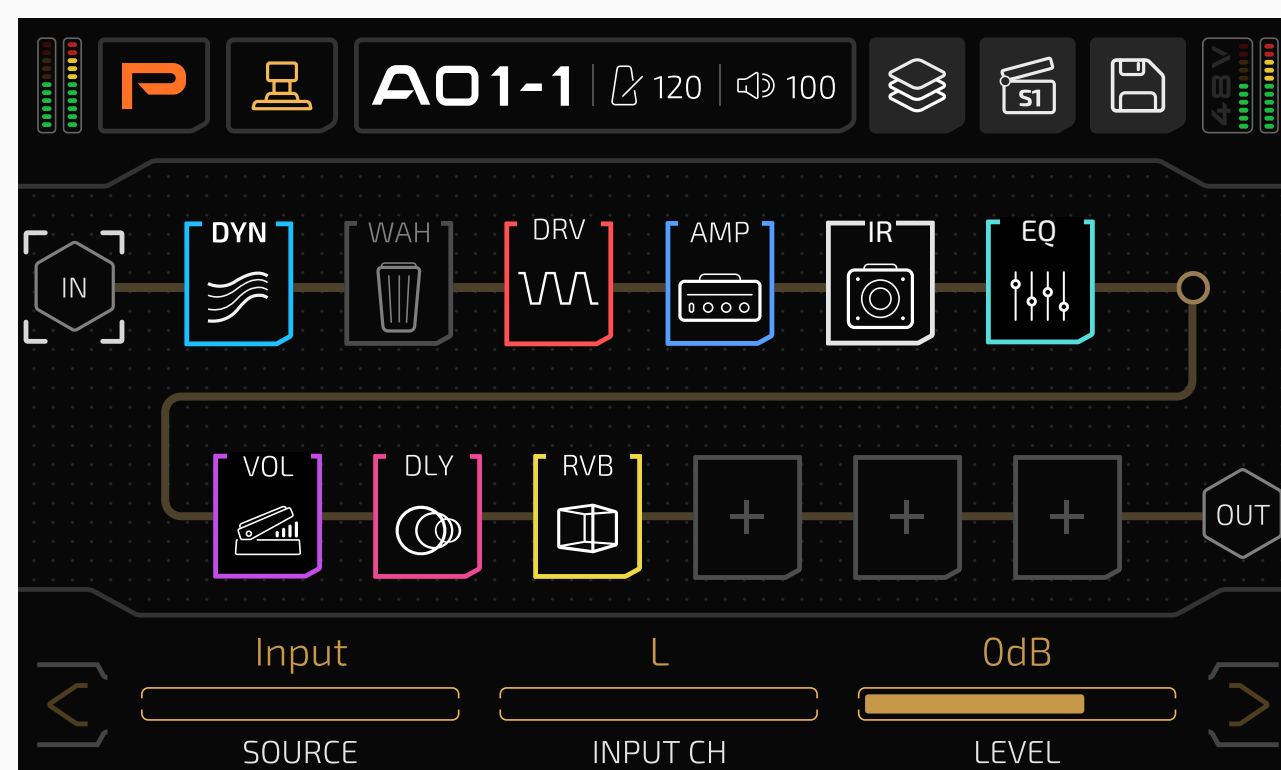 A01-1 120 100 S1 48V
DYN WAH DRV AMP IR EQ
IN
VOL DLY RVB
OUT
Input L 0dB
SOURCE INPUT CH LEVEL